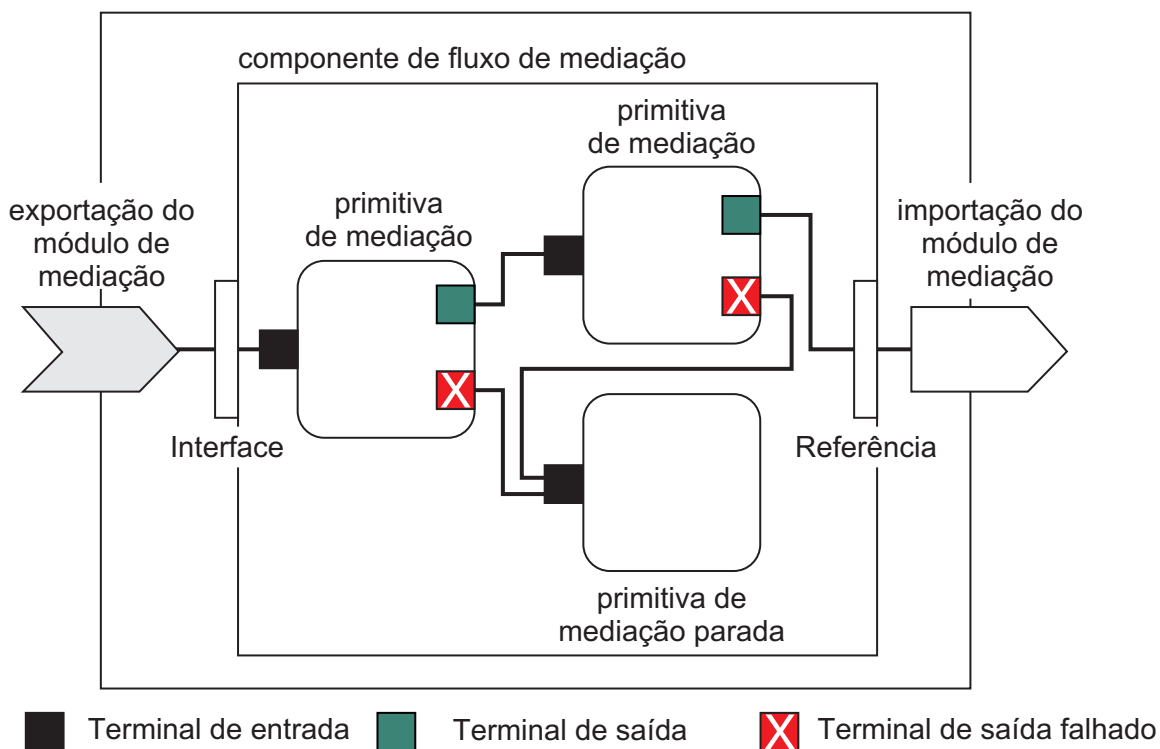 componente de fluxo de mediação
primitiva
de mediação
exportação do
módulo de
mediação
primitiva
de mediação
importação do
módulo de
mediação
X
X
Interface
Referência
primitiva de
mediação parada
Terminal de entrada
Terminal de saída
X
Terminal de saída falhado